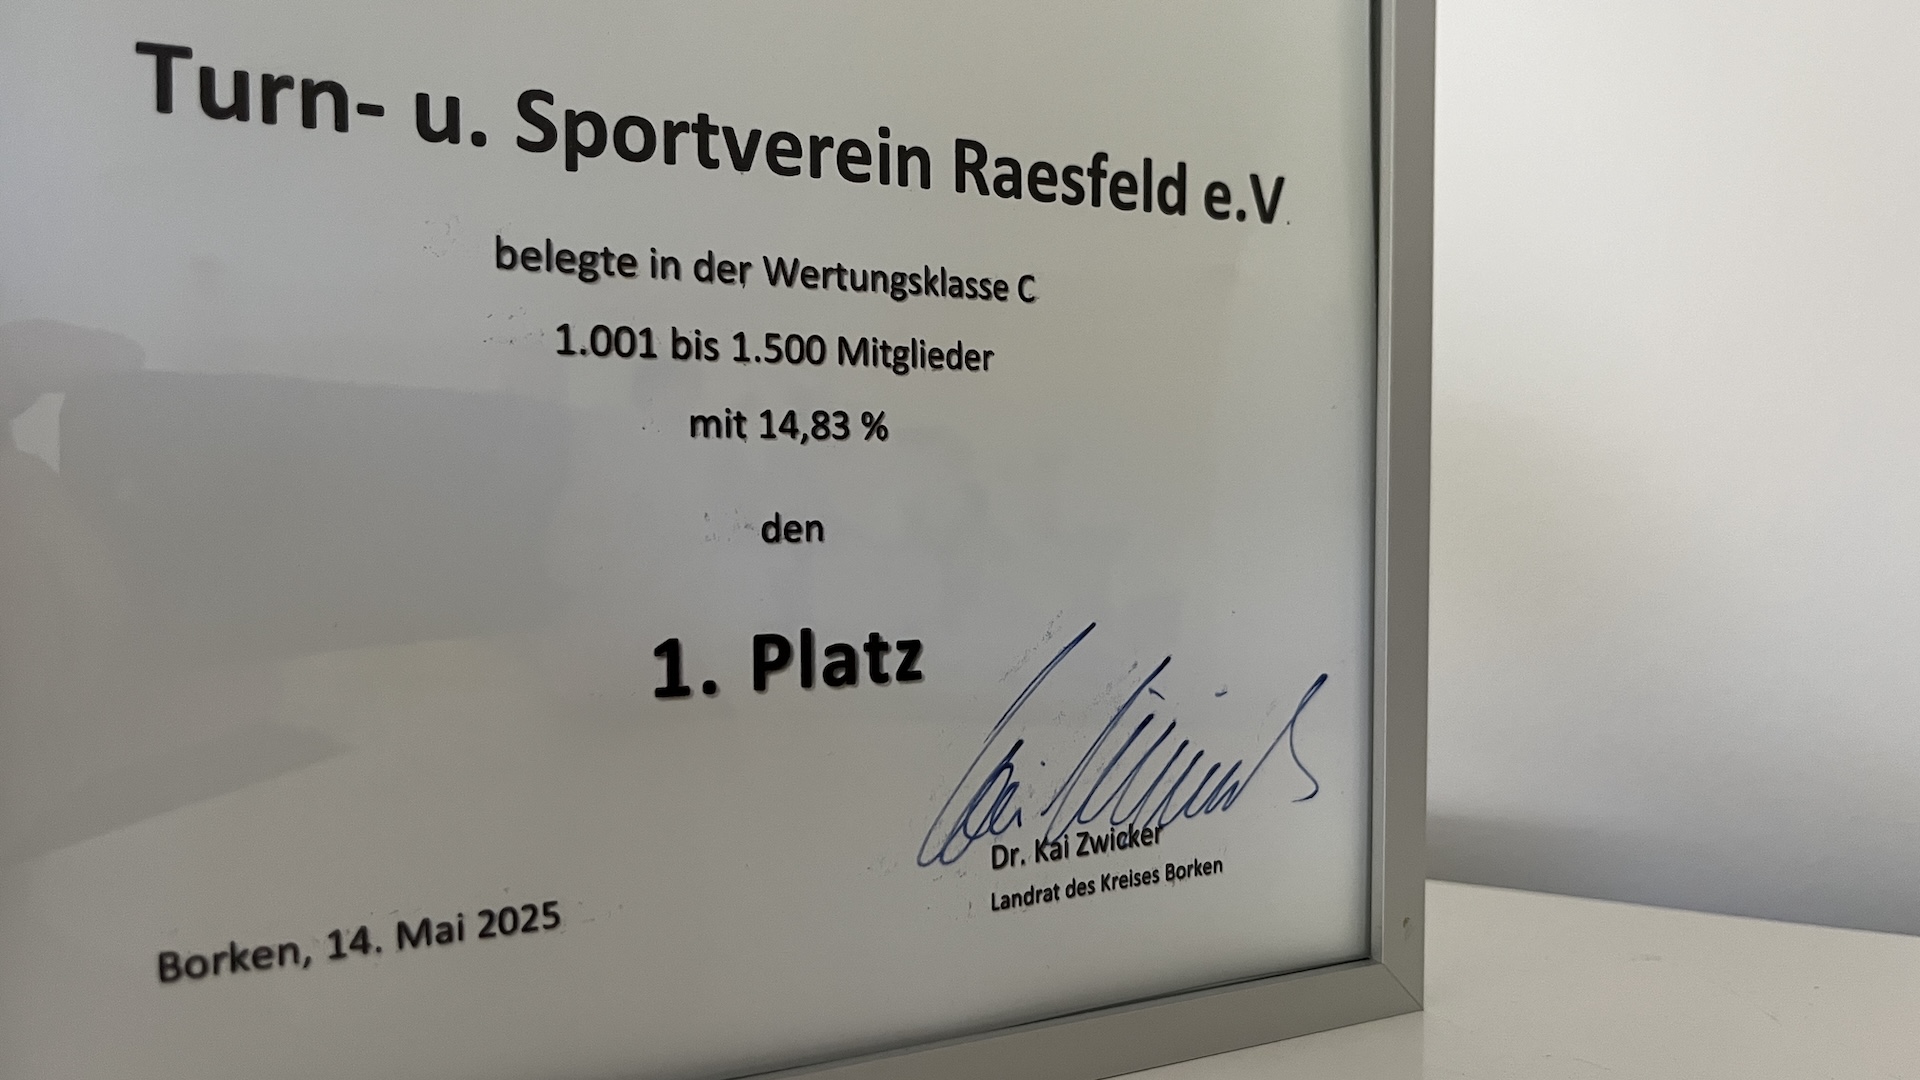 Turn- u. Sportverein Raesfeld e.V.
belegte in der Wertungsklasse C
1.001 bis 1.500 Mitglieder
mit 14,83 %
den
1. Platz
Dr. Kai Zwicker
Landrat des Kreises Borken
Borken, 14. Mai 2025